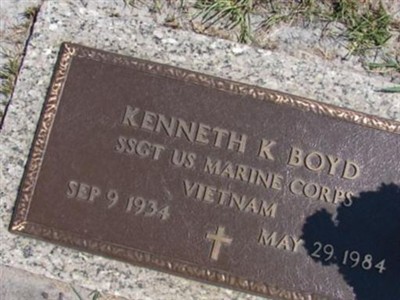 KENNETH K BOYD
SSGT US MARINE CORPS
VIETNAM
SEP 9 1934
MAY 29 1984